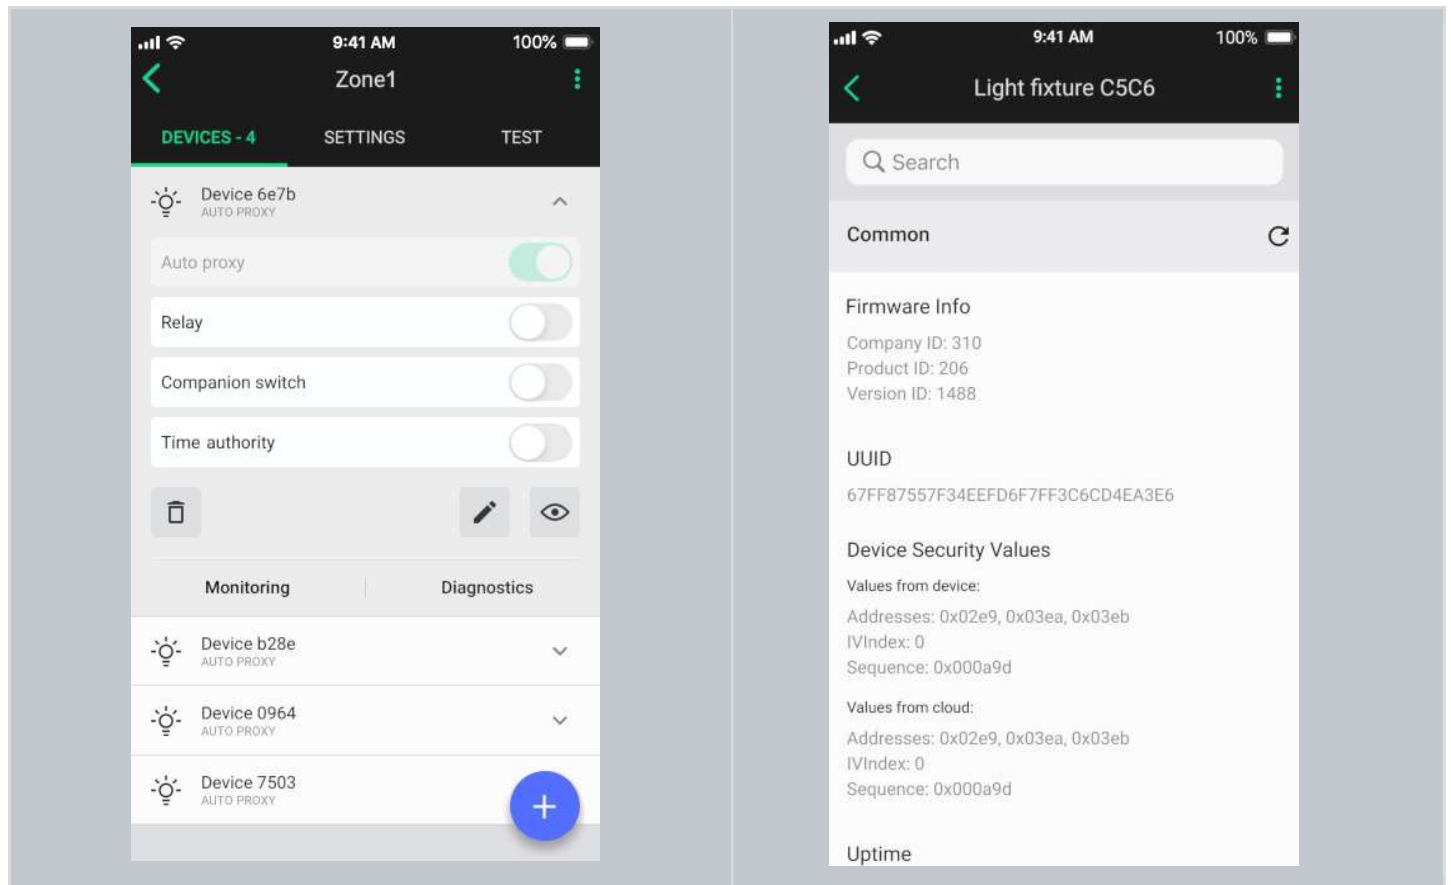 9:41 AM
100%
Zone1
DEVICES - 4
SETTINGS
TEST
Device 6e7b
AUTO PROXY
Auto proxy
Relay
Companion switch
Time authority
Monitoring
Diagnostics
Device b28e
AUTO PROXY
Device 0964
AUTO PROXY
Device 7503
AUTO PROXY
9:41 AM
100%
Light fixture C5C6
Search
Common
Firmware Info
Company ID: 310
Product ID: 206
Version ID: 1488
UUID
67FF87557F34EEFD6F7FF3C6CD4EA3E6
Device Security Values
Values from device:
Addresses: 0x02e9, 0x03ea, 0x03eb
IVIndex: 0
Sequence: 0x000a9d
Values from cloud:
Addresses: 0x02e9, 0x03ea, 0x03eb
IVIndex: 0
Sequence: 0x000a9d
Uptime